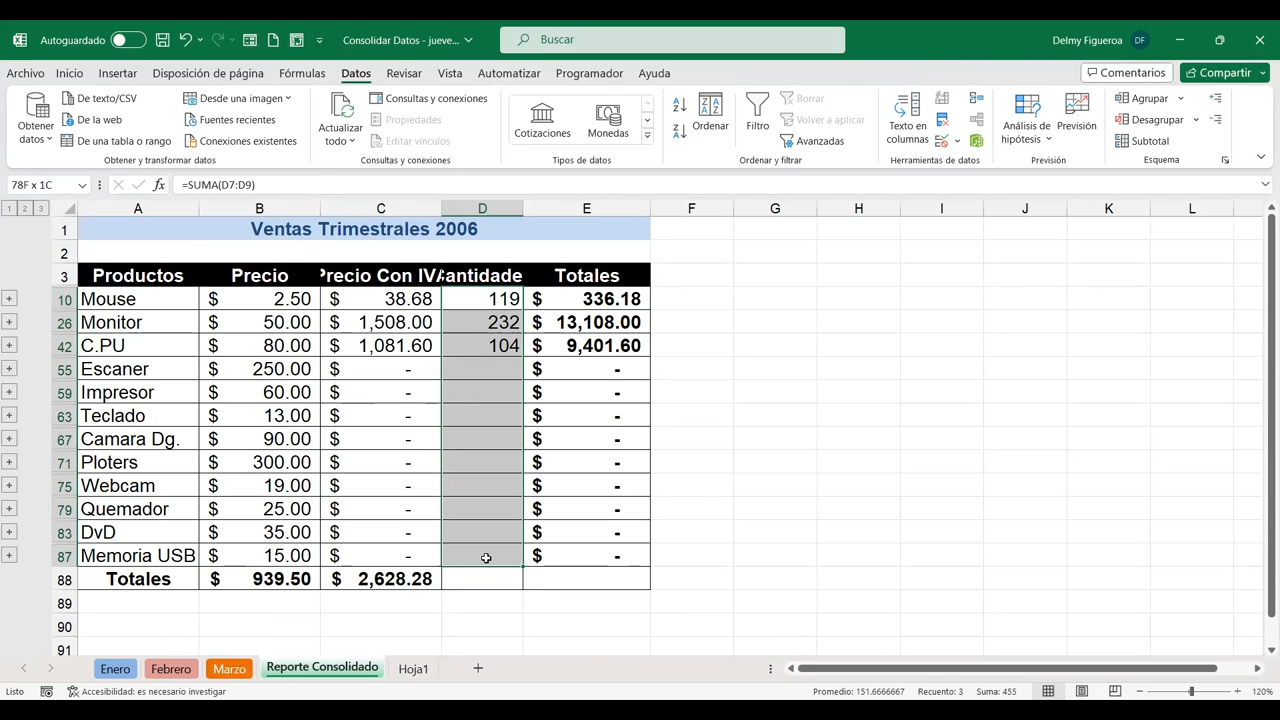 Autoguardado
Consolidar Datos - jueve...
Buscar
Delmy Figueroa DF
Archivo Inicio Insertar Disposición de página Fórmulas Datos Revisar Vista Automatizar Programador Ayuda Comentarios Compartir
Obtener datos
De texto/CSV
De la web
De una tabla o rango
Desde una imagen
Fuentes recientes
Conexiones existentes
Obtener y transformar datos
Actualizar todo
Consultas y conexiones
Propiedades
Editar vínculos
Consultas y conexiones
Cotizaciones
Monedas
Tipos de datos
Ordenar
Filtro
Borrar
Volver a aplicar
Avanzadas
Ordenar y filtrar
Texto en columnas
Herramientas de datos
Análisis de hipótesis
Previsión
Previsión
Agrupar
Desagrupar
Subtotal
Esquema
78F x 1C fx =SUMA(D7:D9)
1 2 3 A B C D E F G H I J K L
1 Ventas Trimestrales 2006
2
3 Productos Precio Precio Con IVA Cantidade Totales
10 Mouse $ 2.50 $ 38.68 119 $ 336.18
26 Monitor $ 50.00 $ 1,508.00 232 $ 13,108.00
42 C.PU $ 80.00 $ 1,081.60 104 $ 9,401.60
55 Escaner $ 250.00 $ - $ -
59 Impresor $ 60.00 $ - $ -
63 Teclado $ 13.00 $ - $ -
67 Camara Dg. $ 90.00 $ - $ -
71 Ploters $ 300.00 $ - $ -
75 Webcam $ 19.00 $ - $ -
79 Quemador $ 25.00 $ - $ -
83 DvD $ 35.00 $ - $ -
87 Memoria USB $ 15.00 $ - $ -
88 Totales $ 939.50 $ 2,628.28
89
90
91
Enero Febrero Marzo Reporte Consolidado Hoja1
Listo Accesibilidad: es necesario investigar Promedio: 151.6666667 Recuento: 3 Suma: 455 120%